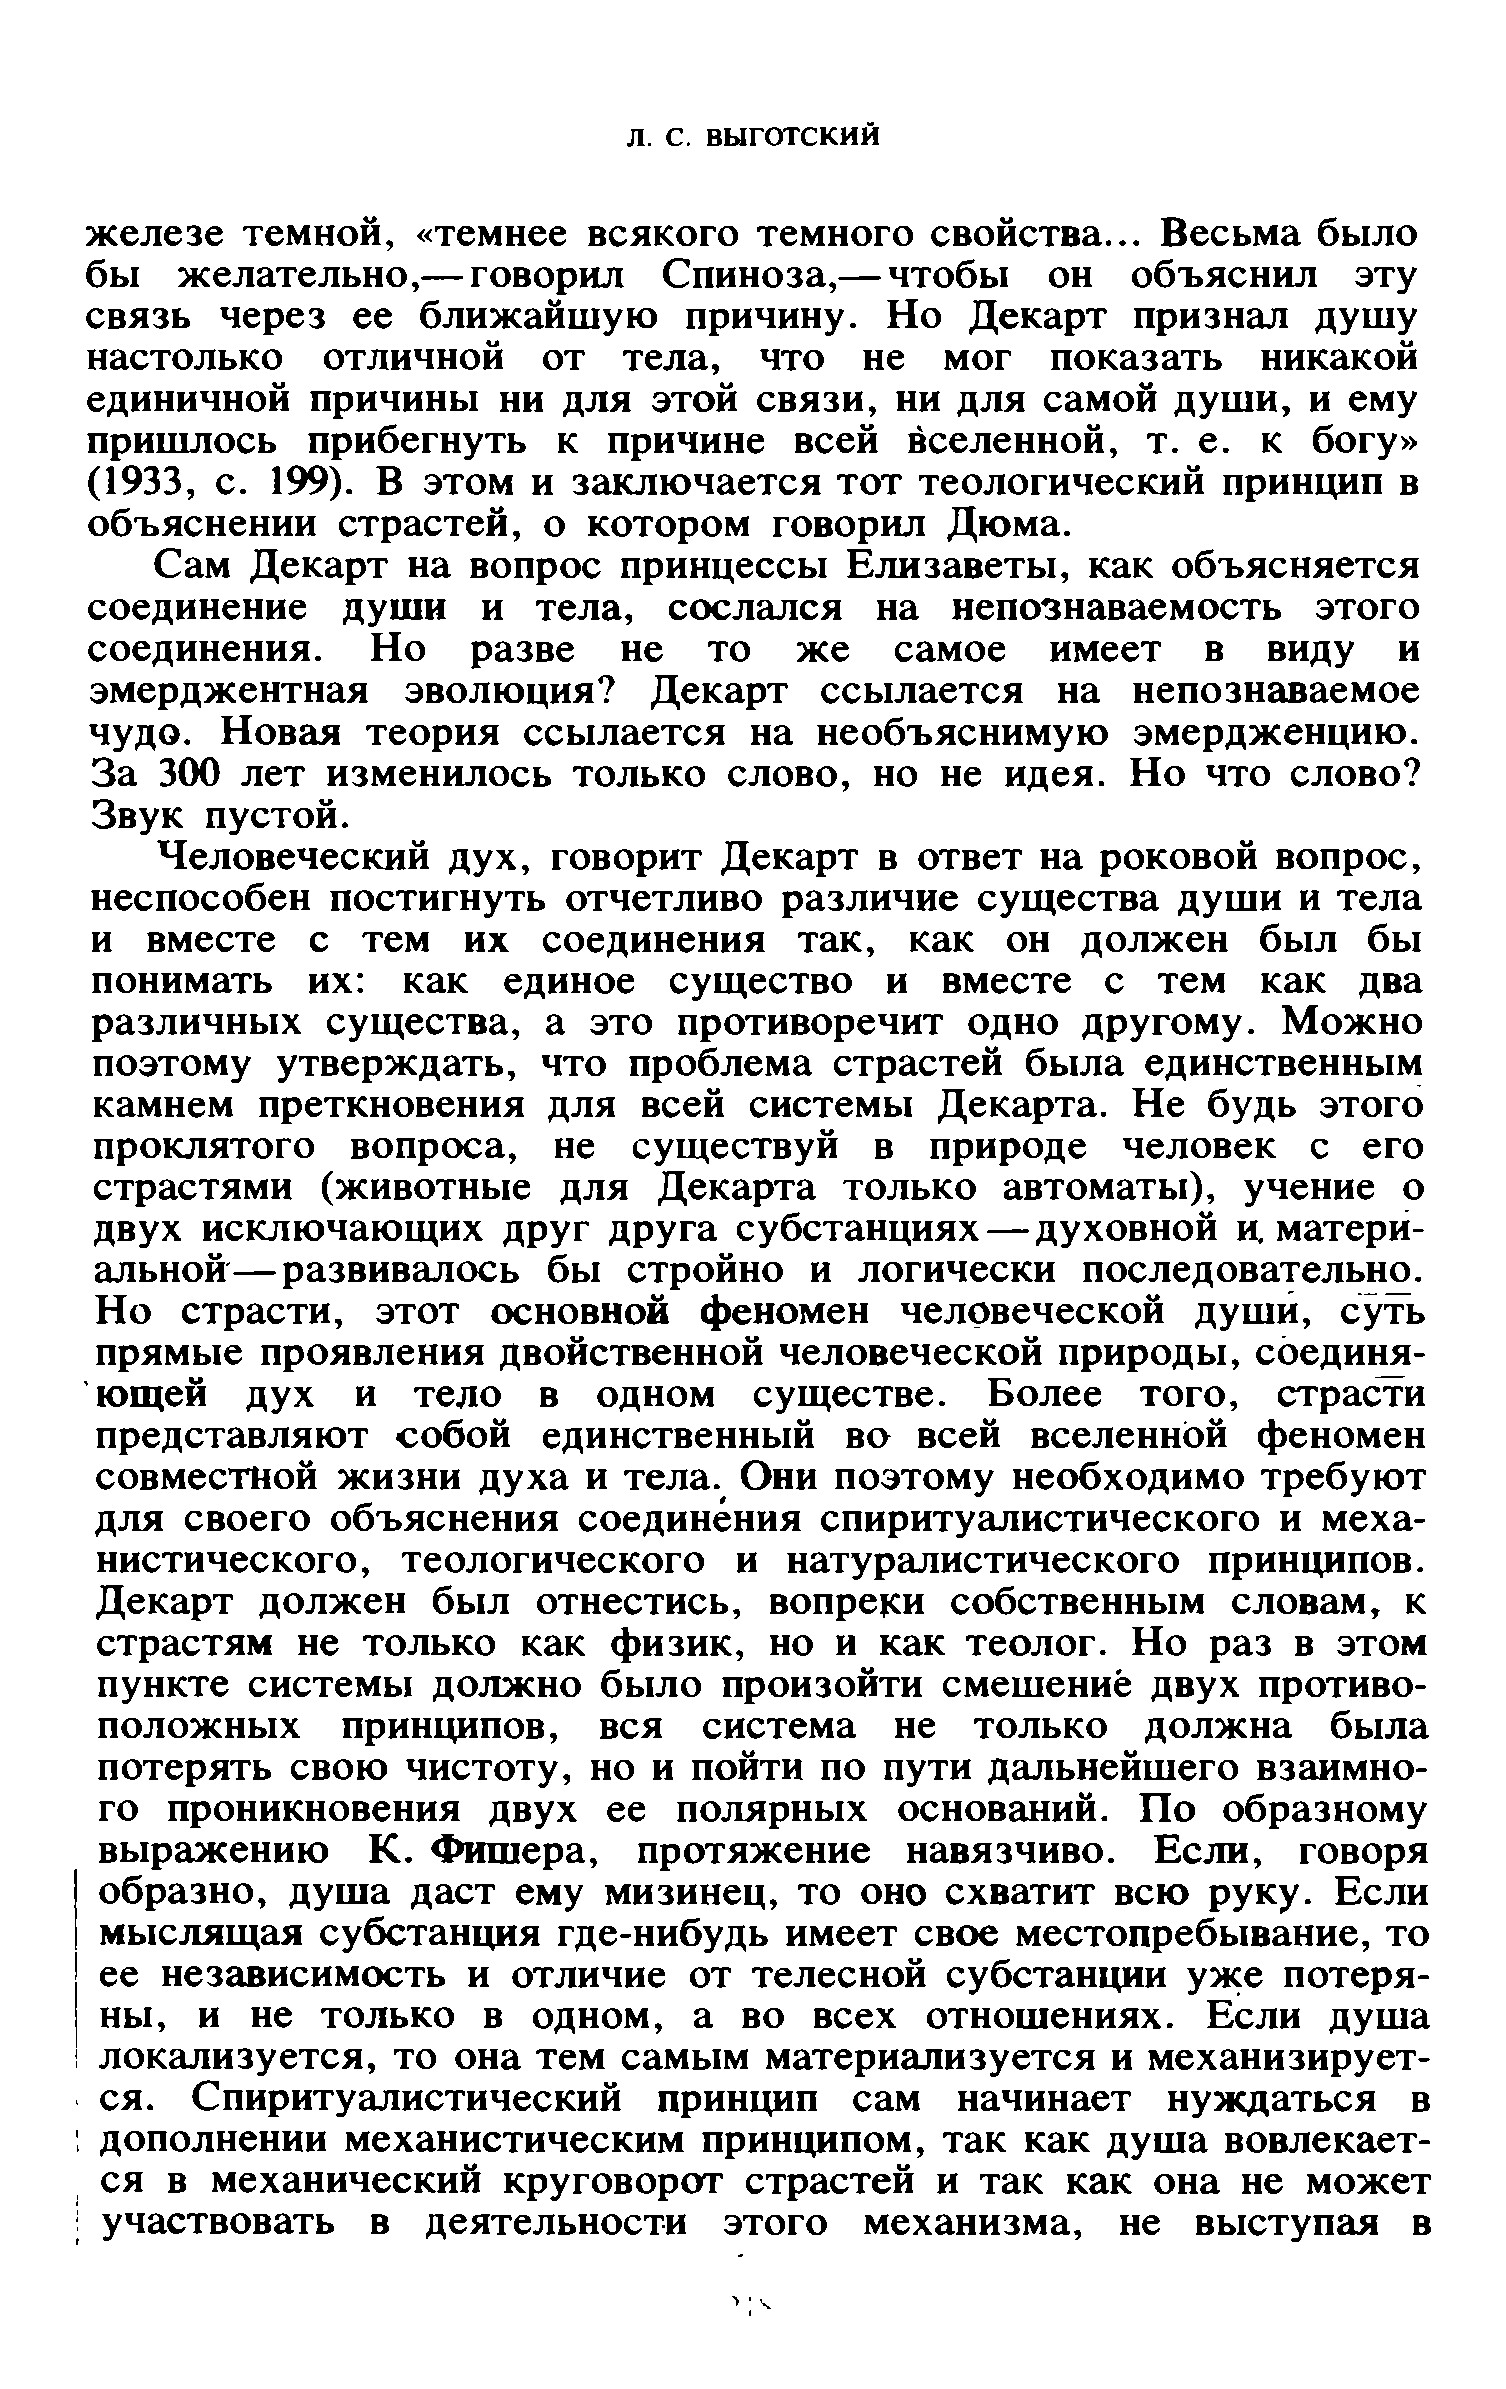 Л. С. ВЫГОТСКИЙ
железе темной, «темнее всякого темного свойства... Весьма было
бы желательно,—говорил Спиноза,—чтобы он объяснил эту
связь через ее ближайшую причину. Но Декарт признал душу
настолько отличной от тела, что не мог показать никакой
единичной причины ни для этой связи, ни для самой души, и ему
пришлось прибегнуть к причине всей вселенной, т. е. к богу»
(1933, с. 199). В этом и заключается тот теологический принцип в
объяснении страстей, о котором говорил Дюма.
Сам Декарт на вопрос принцессы Елизаветы, как объясняется
соединение души и тела, сослался на непознаваемость этого
соединения. Но разве не то же самое имеет в виду и
эмерджентная эволюция? Декарт ссылается на непознаваемое
чудо. Новая теория ссылается на необъяснимую эмердженцию.
За 300 лет изменилось только слово, но не идея. Но что слово?
Звук пустой.
Человеческий дух, говорит Декарт в ответ на роковой вопрос,
неспособен постигнуть отчетливо различие существа души и тела
и вместе с тем их соединения так, как он должен был бы
понимать их: как единое существо и вместе с тем как два
различных существа, а это противоречит одно другому. Можно
поэтому утверждать, что проблема страстей была единственным
камнем преткновения для всей системы Декарта. Не будь этого
проклятого вопроса, не существуй в природе человек с его
страстями (животные для Декарта только автоматы), учение о
двух исключающих друг друга субстанциях—духовной и матери-
альной—развивалось бы стройно и логически последовательно.
Но страсти, этот основной феномен человеческой души, суть
прямые проявления двойственной человеческой природы, соединя-
ющей дух и тело в одном существе. Более того, страсти
представляют собой единственный во всей вселенной феномен
совместной жизни духа и тела. Они поэтому необходимо требуют
для своего объяснения соединения спиритуалистического и меха-
нистического, теологического и натуралистического принципов.
Декарт должен был отнестись, вопреки собственным словам, к
страстям не только как физик, но и как теолог. Но раз в этом
пункте системы должно было произойти смешение двух противо-
положных принципов, вся система не только должна была
потерять свою чистоту, но и пойти по пути дальнейшего взаимно-
го проникновения двух ее полярных оснований. По образному
выражению К. Фишера, протяжение навязчиво. Если, говоря
образно, душа даст ему мизинец, то оно схватит всю руку. Если
мыслящая субстанция где-нибудь имеет свое местопребывание, то
ее независимость и отличие от телесной субстанции уже потеря-
ны, и не только в одном, а во всех отношениях. Если душа
локализуется, то она тем самым материализуется и механизирует-
ся. Спиритуалистический принцип сам начинает нуждаться в
дополнении механистическим принципом, так как душа вовлекает-
ся в механический круговорот страстей и так как она не может
участвовать в деятельности этого механизма, не выступая в